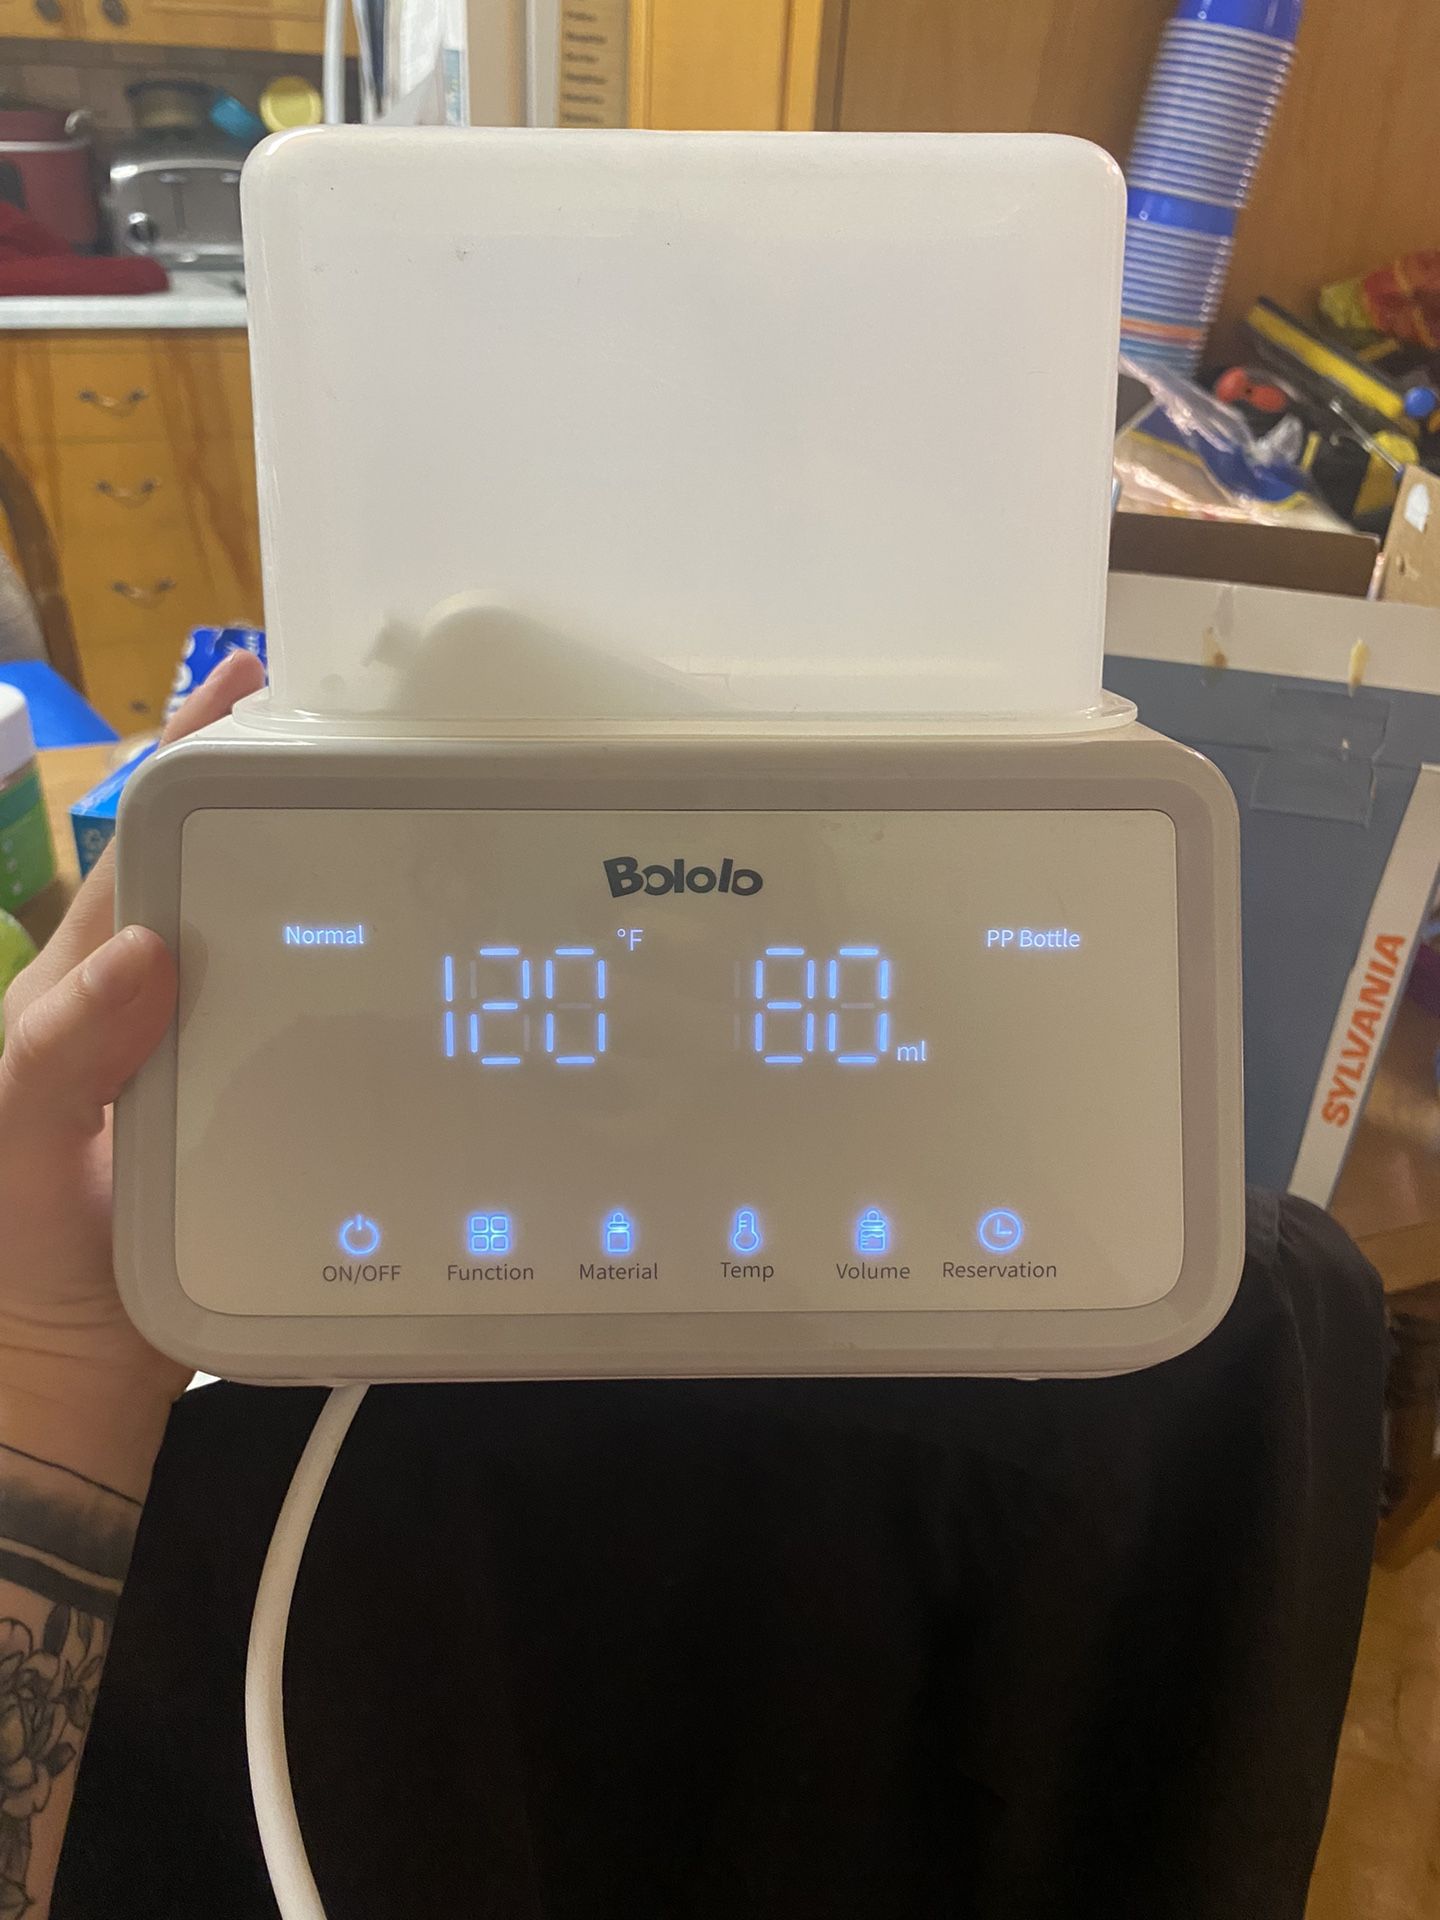 Bololo
Normal
120 °F
80 ml
PP Bottle
ON/OFF
Function
Material
Temp
Volume
Reservation
SYLVANIA